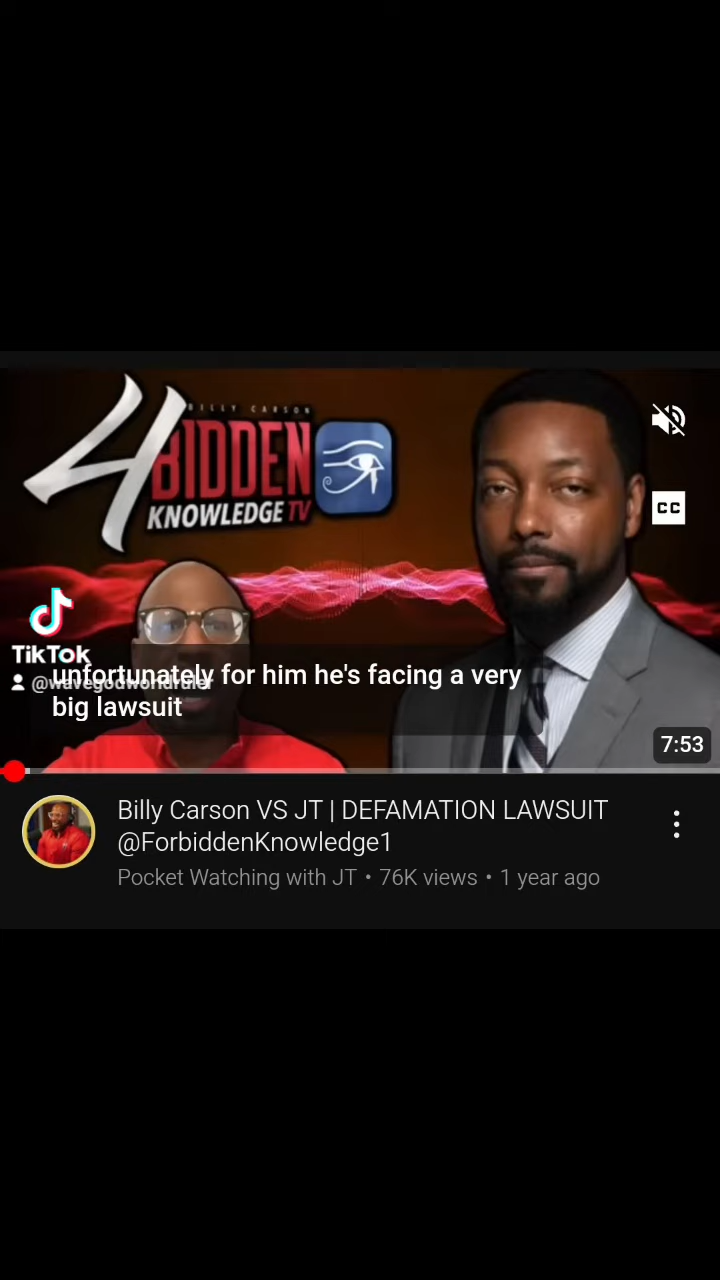 BILLY CARSON
4BIDDEN
KNOWLEDGE TV
CC
TikTok
@wavegodworldruler
unfortunately for him he's facing a very
big lawsuit
7:53
Billy Carson VS JT | DEFAMATION LAWSUIT
@ForbiddenKnowledge1
Pocket Watching with JT • 76K views • 1 year ago